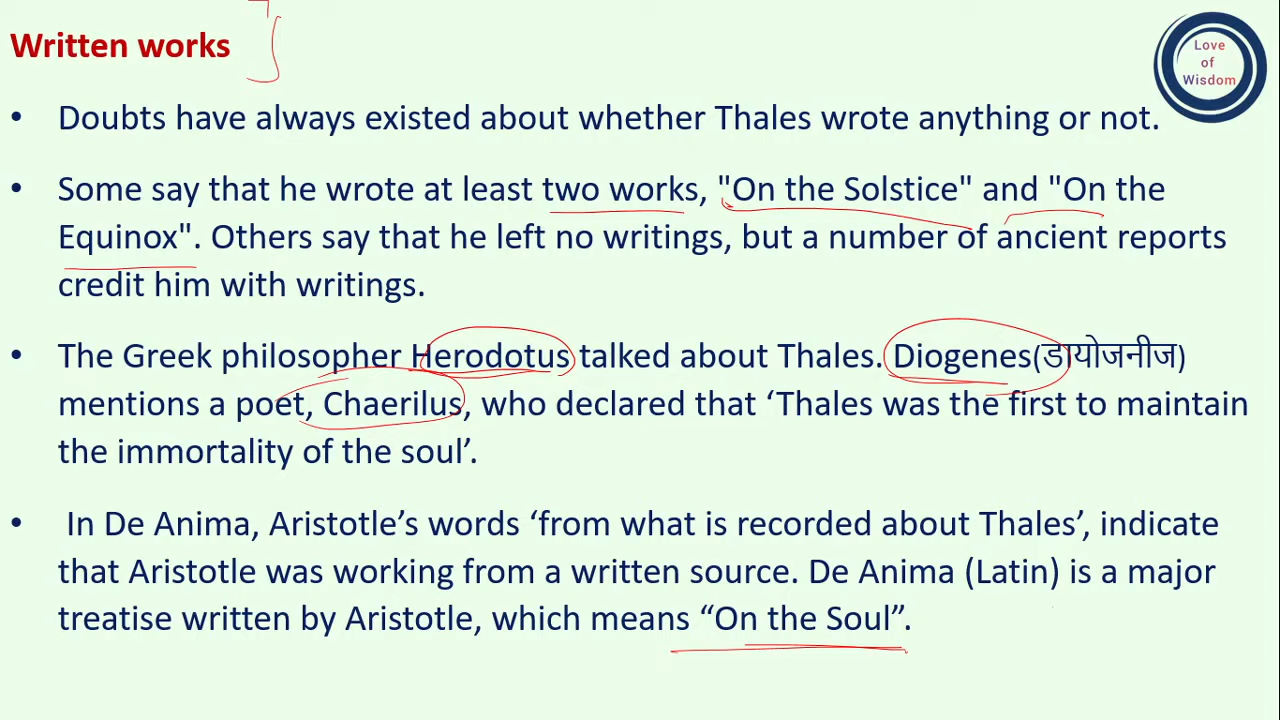 Written works
Love
of
Wisdom
• Doubts have always existed about whether Thales wrote anything or not.
• Some say that he wrote at least two works, "On the Solstice" and "On the
Equinox". Others say that he left no writings, but a number of ancient reports
credit him with writings.
• The Greek philosopher Herodotus talked about Thales. Diogenes(डायोजनीज)
mentions a poet, Chaerilus, who declared that ‘Thales was the first to maintain
the immortality of the soul’.
• In De Anima, Aristotle’s words ‘from what is recorded about Thales’, indicate
that Aristotle was working from a written source. De Anima (Latin) is a major
treatise written by Aristotle, which means “On the Soul”.